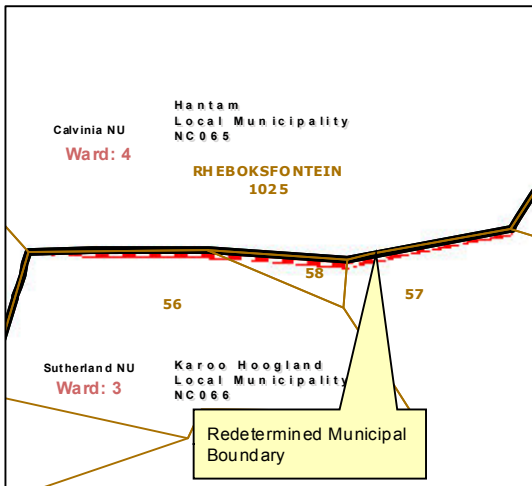 Hantam
Local Municipality
NC065
Calvinia NU
Ward: 4
RHEBOKSFONTEIN
1025
58
57
56
Sutherland NU
Ward: 3
Karoo Hoogland
Local Municipality
NC066
Redetermined Municipal
Boundary